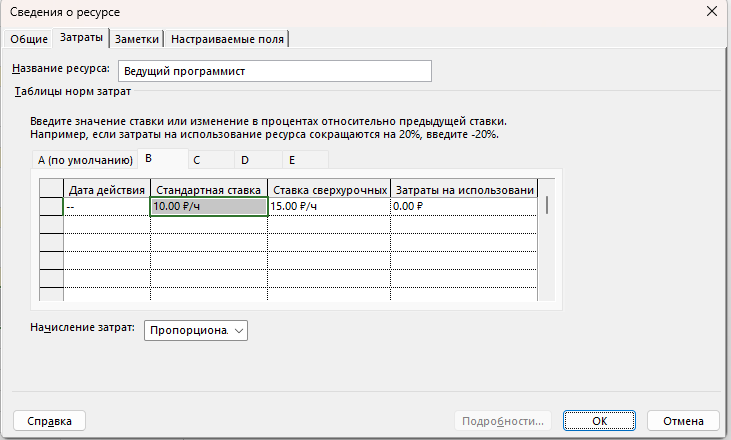 Сведения о ресурсе
Общие Затраты Заметки Настраиваемые поля
Название ресурса: Ведущий программист
Таблицы норм затрат
Введите значение ставки или изменение в процентах относительно предыдущей ставки.
Например, если затраты на использование ресурса сокращаются на 20%, введите -20%.
A (по умолчанию) B C D E
Дата действия Стандартная ставка Ставка сверхурочных Затраты на использовани
-- 10.00 ₽/ч 15.00 ₽/ч 0.00 ₽
Начисление затрат: Пропорциона.
Справка Подробности... ОК Отмена